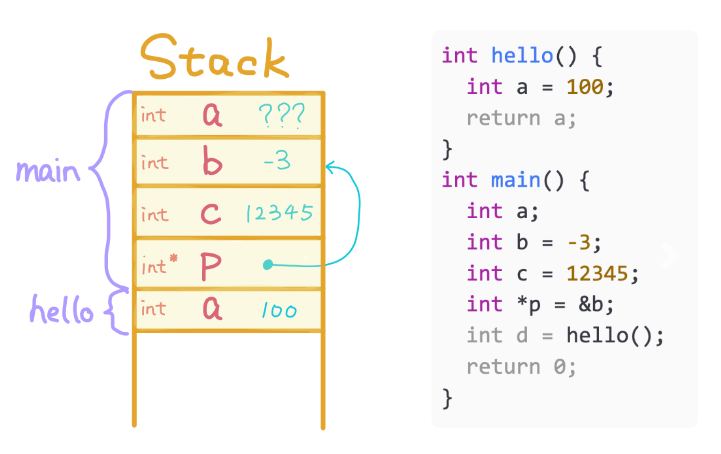 Stack
main
int a ???
int b -3
int c 12345
int* p
hello
int a 100
int hello() {
  int a = 100;
  return a;
}
int main() {
  int a;
  int b = -3;
  int c = 12345;
  int *p = &b;
  int d = hello();
  return 0;
}